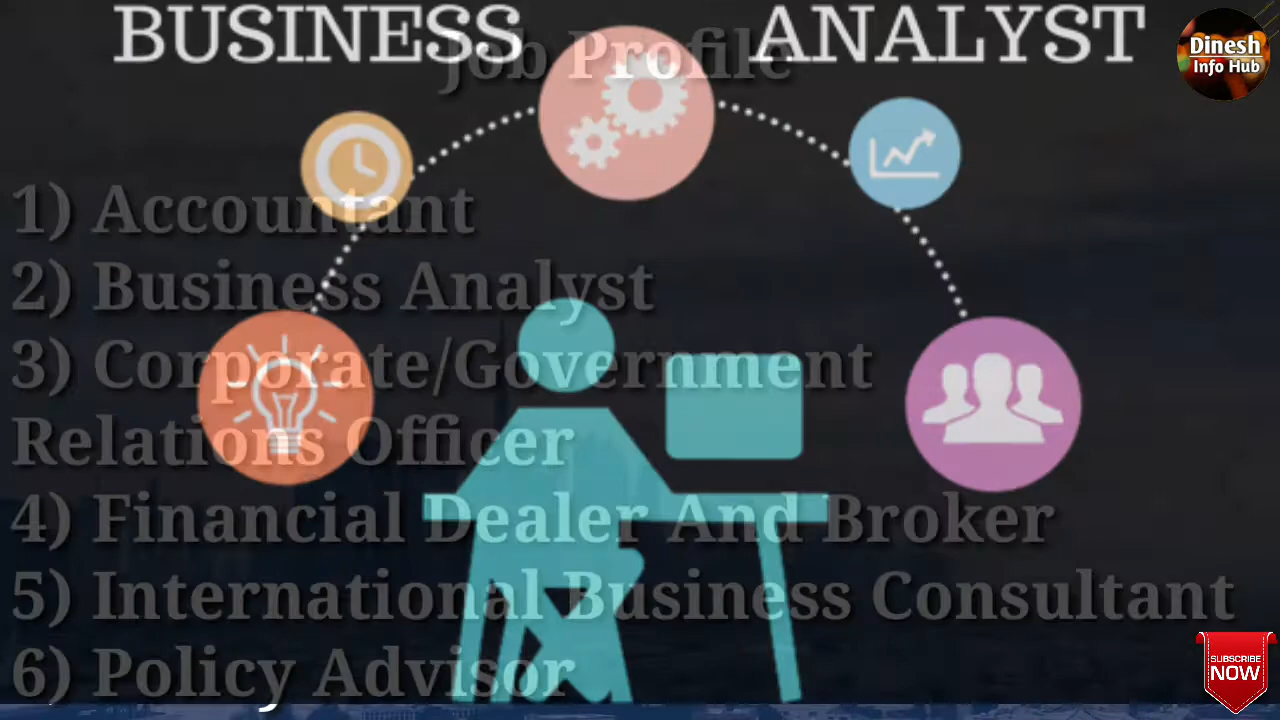 BUSINESS ANALYST
Job Profile
Dinesh
Info Hub
1) Accountant
2) Business Analyst
3) Corporate/Government
Relations Officer
4) Financial Dealer And Broker
5) International Business Consultant
6) Policy Advisor
SUBSCRIBE
NOW